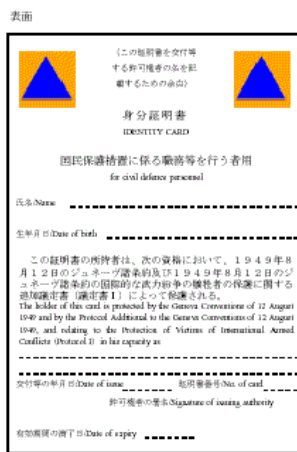 表面
(この証明書を交付等
する許可権者の名を記
載するための余白)
身分証明書
IDENTITY CARD
国民保護措置に係る職務等を行う者用
for civil defence personnel
氏名/Name
生年月日/Date of birth
この証明書の所持者は、次の資格において、1949年8
月12日のジュネーヴ諸条約及び1949年8月12日のジ
ュネーヴ諸条約の国際的な武力紛争の犠牲者の保護に関する
追加議定書(議定書I)によって保護される。
The holder of this card is protected by the Geneva Conventions of 12 August
1949 and by the Protocol Additional to the Geneva Conventions of 12 August
1949, and relating to the Protection of Victims of International Armed
Conflicts (Protocol I) in his capacity as
交付等の年月日/Date of issue 証明書番号/No. of card
許可権者の署名/Signature of issuing authority
有効期間の満了日/Date of expiry